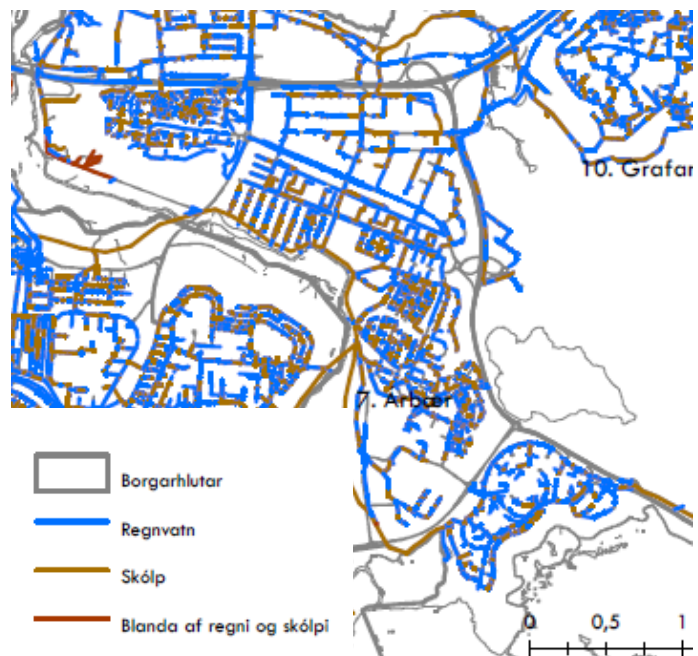 10. Grafar
7. Árbær
Borgarhlutar
Regnvatn
Skólp
Blanda af regni og skólpi
0 0,5 1